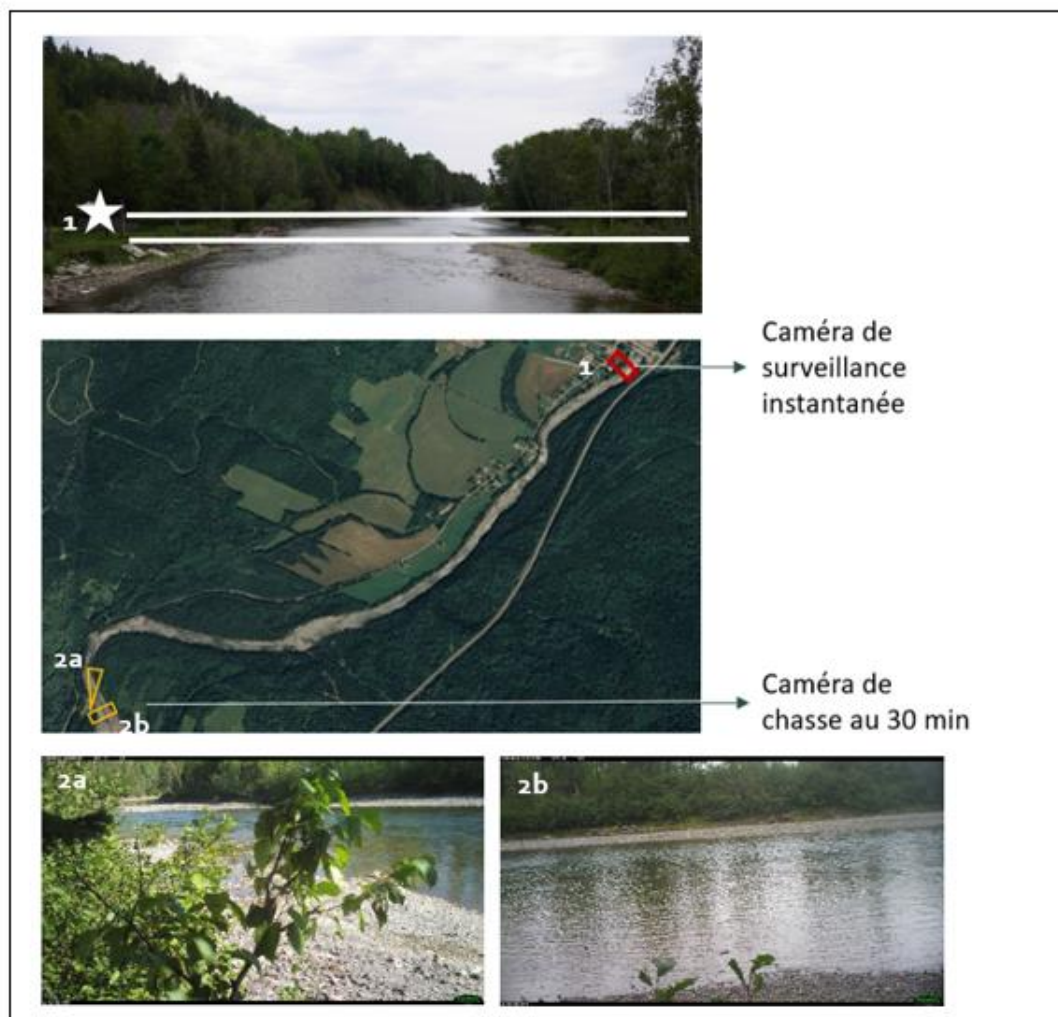 1
Caméra de
surveillance
instantanée
1
2a
2b
Caméra de
chasse au 30 min
2a
2b